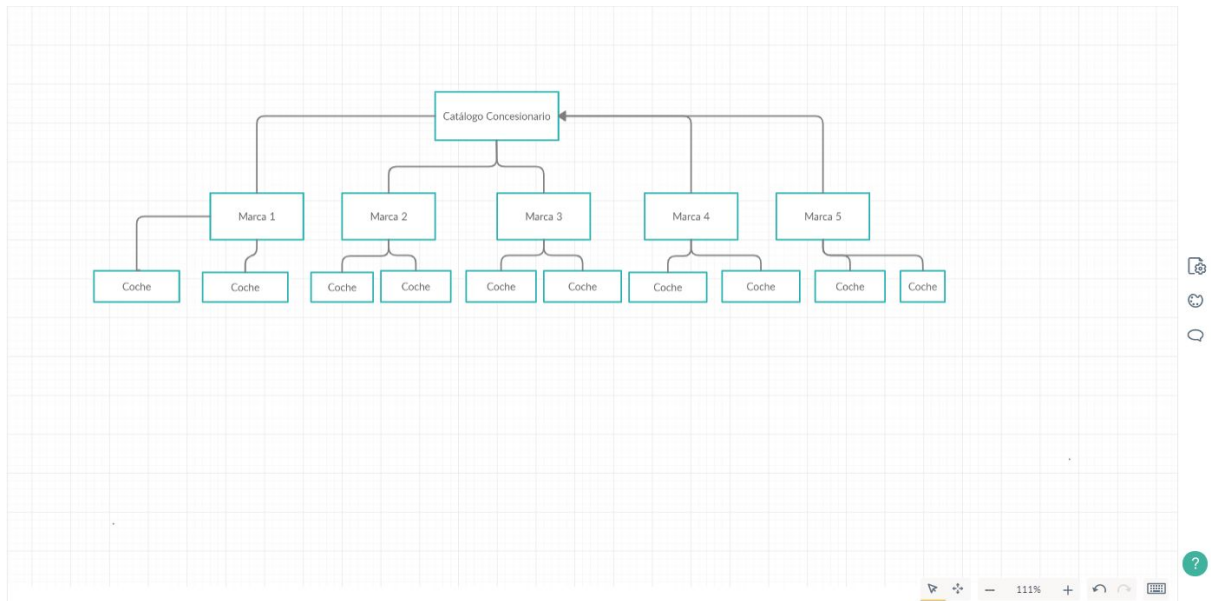 Catálogo Concesionario
Marca 1
Marca 2
Marca 3
Marca 4
Marca 5
Coche
Coche
Coche
Coche
Coche
Coche
Coche
Coche
Coche
Coche
?
111%